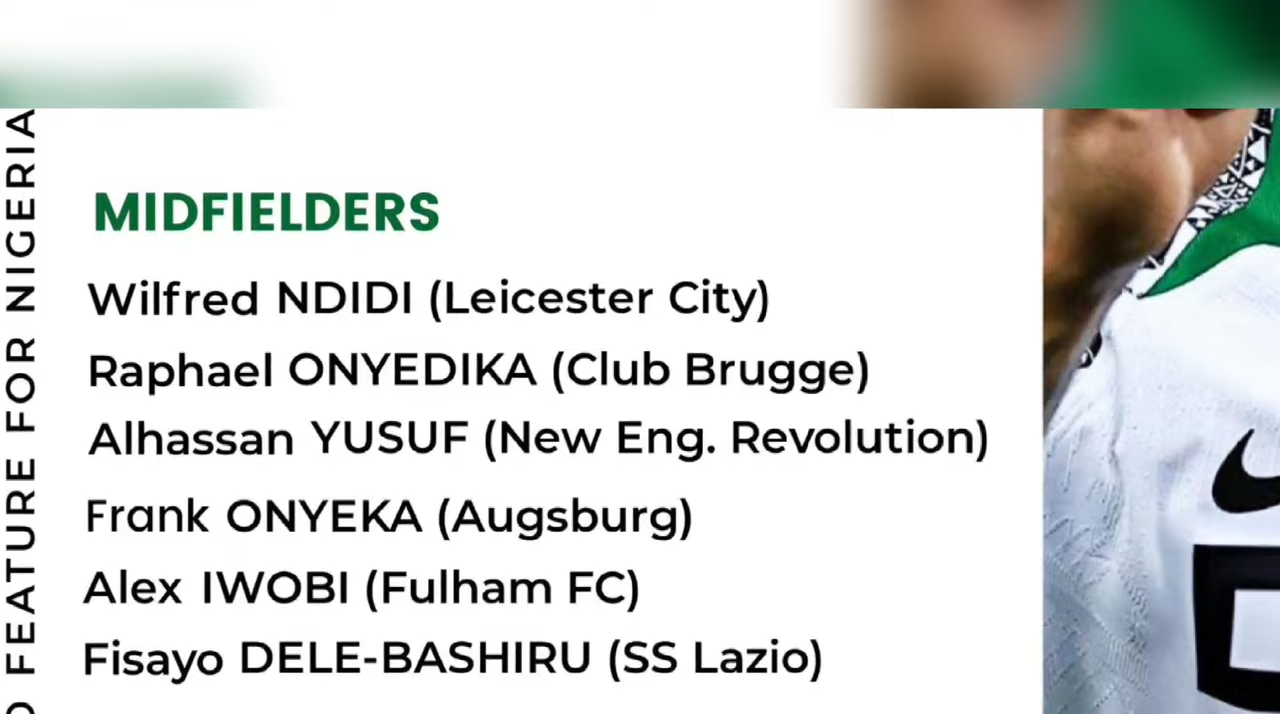 FEATURE FOR NIGERIA
MIDFIELDERS
Wilfred NDIDI (Leicester City)
Raphael ONYEDIKA (Club Brugge)
Alhassan YUSUF (New Eng. Revolution)
Frank ONYEKA (Augsburg)
Alex IWOBI (Fulham FC)
Fisayo DELE-BASHIRU (SS Lazio)